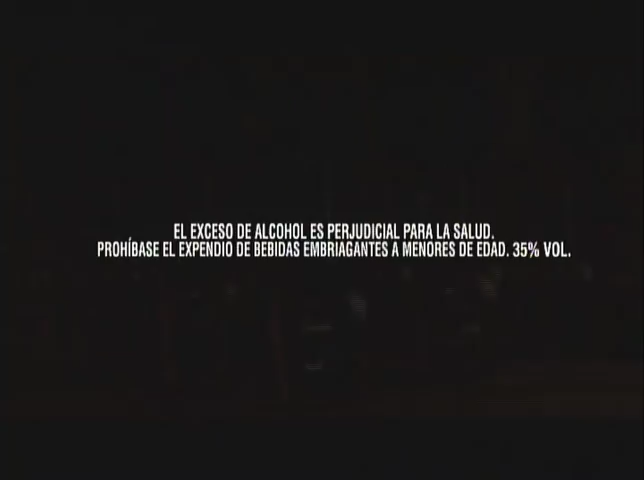 EL EXCESO DE ALCOHOL ES PERJUDICIAL PARA LA SALUD.
PROHÍBASE EL EXPENDIO DE BEBIDAS EMBRIAGANTES A MENORES DE EDAD. 35% VOL.